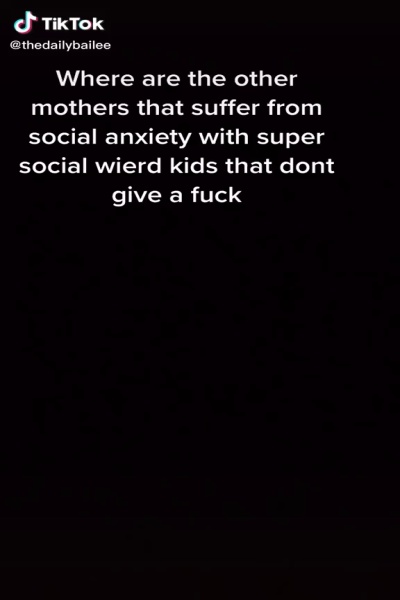 TikTok
@thedailybailee
Where are the other
mothers that suffer from
social anxiety with super
social wierd kids that dont
give a fuck